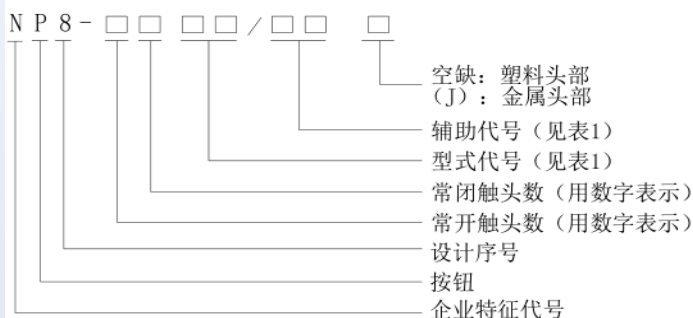 NP8-□□ □□/□□ □
空缺：塑料头部
（J）：金属头部
辅助代号（见表1）
型式代号（见表1）
常闭触头数（用数字表示）
常开触头数（用数字表示）
设计序号
按钮
企业特征代号